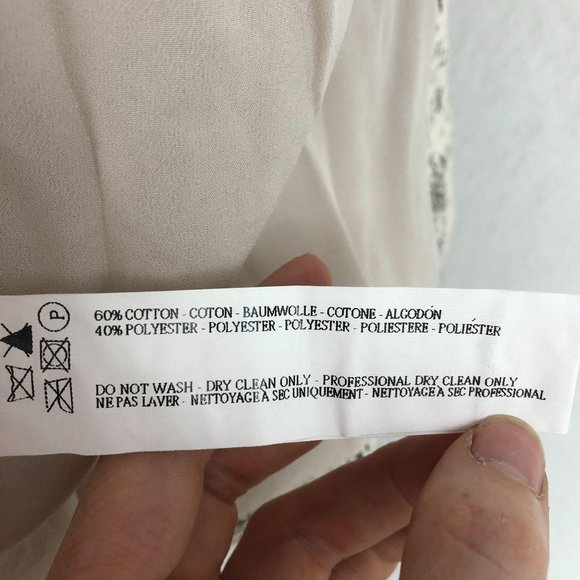 P
60% COTTON - COTON - BAUMWOLLE - COTONE - ALGODÓN
40% POLYESTER - POLYESTER - POLYESTER - POLIESTERE - POLIÉSTER
DO NOT WASH - DRY CLEAN ONLY - PROFESSIONAL DRY CLEAN ONLY
NE PAS LAVER - NETTOYAGE À SEC UNIQUEMENT - NETTOYAGE À SEC PROFESSIONAL